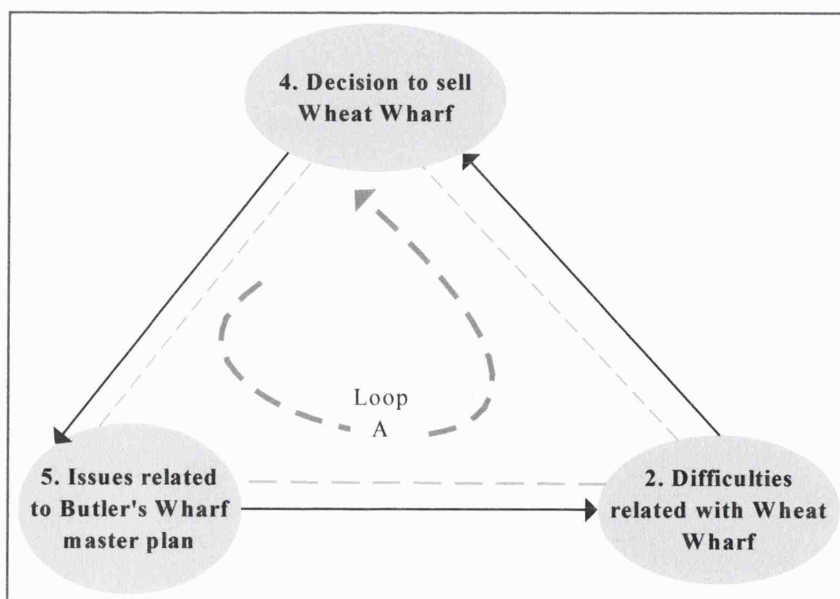 4. Decision to sell
Wheat Wharf
Loop
A
5. Issues related
to Butler's Wharf
master plan
2. Difficulties
related with Wheat
Wharf